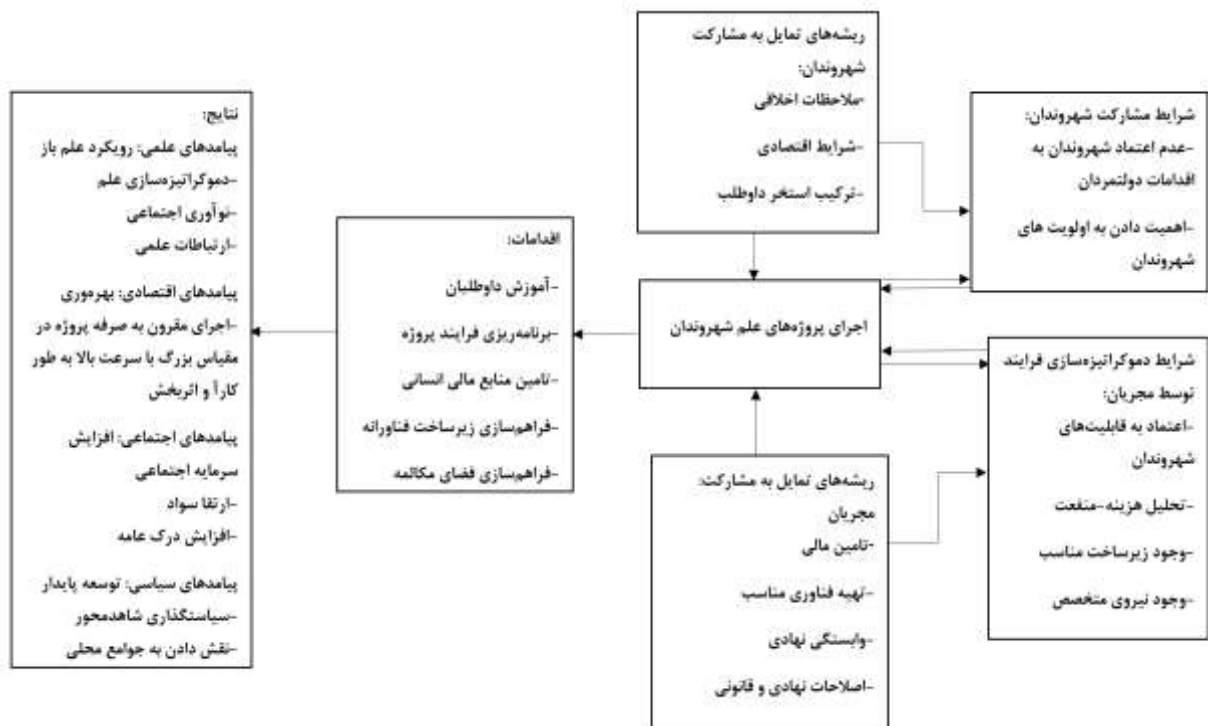 ریشه‌های تمایل به مشارکت
شهروندان:
-ملاحظات اخلاقی
-شرایط اقتصادی
-ترکیب استخر داوطلب
شرایط مشارکت شهروندان:
-عدم اعتماد شهروندان به
اقدامات دولتمردان
-اهمیت دادن به اولویت های
شهروندان
اجرای پروژه‌های علم شهروندان
شرایط دموکراتیزه‌سازی فرایند
توسط مجریان:
-اعتماد به قابلیت‌های
شهروندان
-تحلیل هزینه-منفعت
-وجود زیرساخت مناسب
-وجود نیروی متخصص
ریشه‌های تمایل به مشارکت:
مجریان
-تامین مالی
-تهیه فناوری مناسب
-وابستگی نهادی
-اصلاحات نهادی و قانونی
اقدامات:
-آموزش داوطلبان
-برنامه‌ریزی فرایند پروژه
-تامین منابع مالی انسانی
-فراهم‌سازی زیرساخت فناورانه
-فراهم‌سازی فضای مکالمه
نتایج:
پیامدهای علمی: رویکرد علم باز
-دموکراتیزه‌سازی علم
-نوآوری اجتماعی
-ارتباطات علمی
پیامدهای اقتصادی: بهره‌وری
-اجرای مقرون به صرفه پروژه در
مقیاس بزرگ با سرعت بالا به طور
کارآ و اثربخش
پیامدهای اجتماعی: افزایش
سرمایه اجتماعی
-ارتقا سواد
-افزایش درک عامه
پیامدهای سیاسی: توسعه پایدار
-سیاستگذاری شاهدمحور
-نقش دادن به جوامع محلی